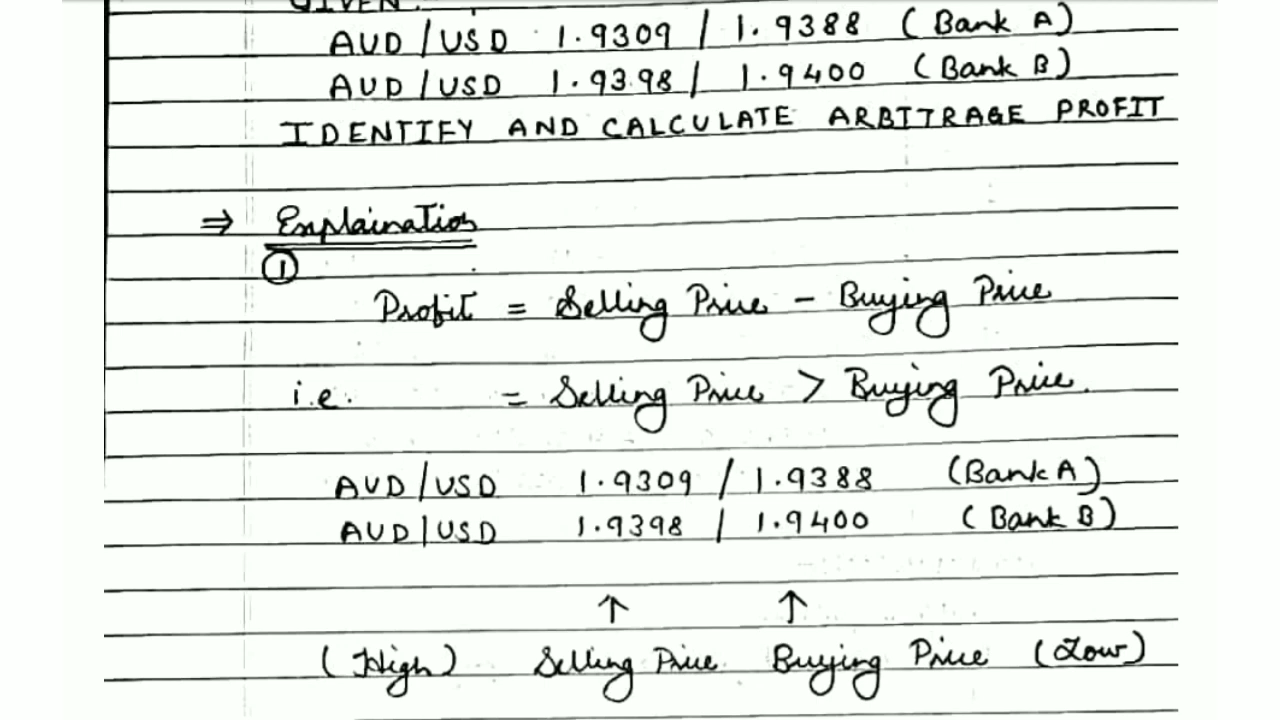 GIVEN:
AUD/USD 1.9309 / 1.9388 (Bank A)
AUD/USD 1.9398/ 1.9400 (Bank B)
IDENTIFY AND CALCULATE ARBITRAGE PROFIT
⇒ Explaination
①
Profit = Selling Price - Buying Price
i.e. = Selling Price > Buying Price.
AUD/USD 1.9309 / 1.9388 (Bank A)
AUD/USD 1.9398 / 1.9400 (Bank B)
↑ ↑
(High) Selling Price Buying Price (Low)